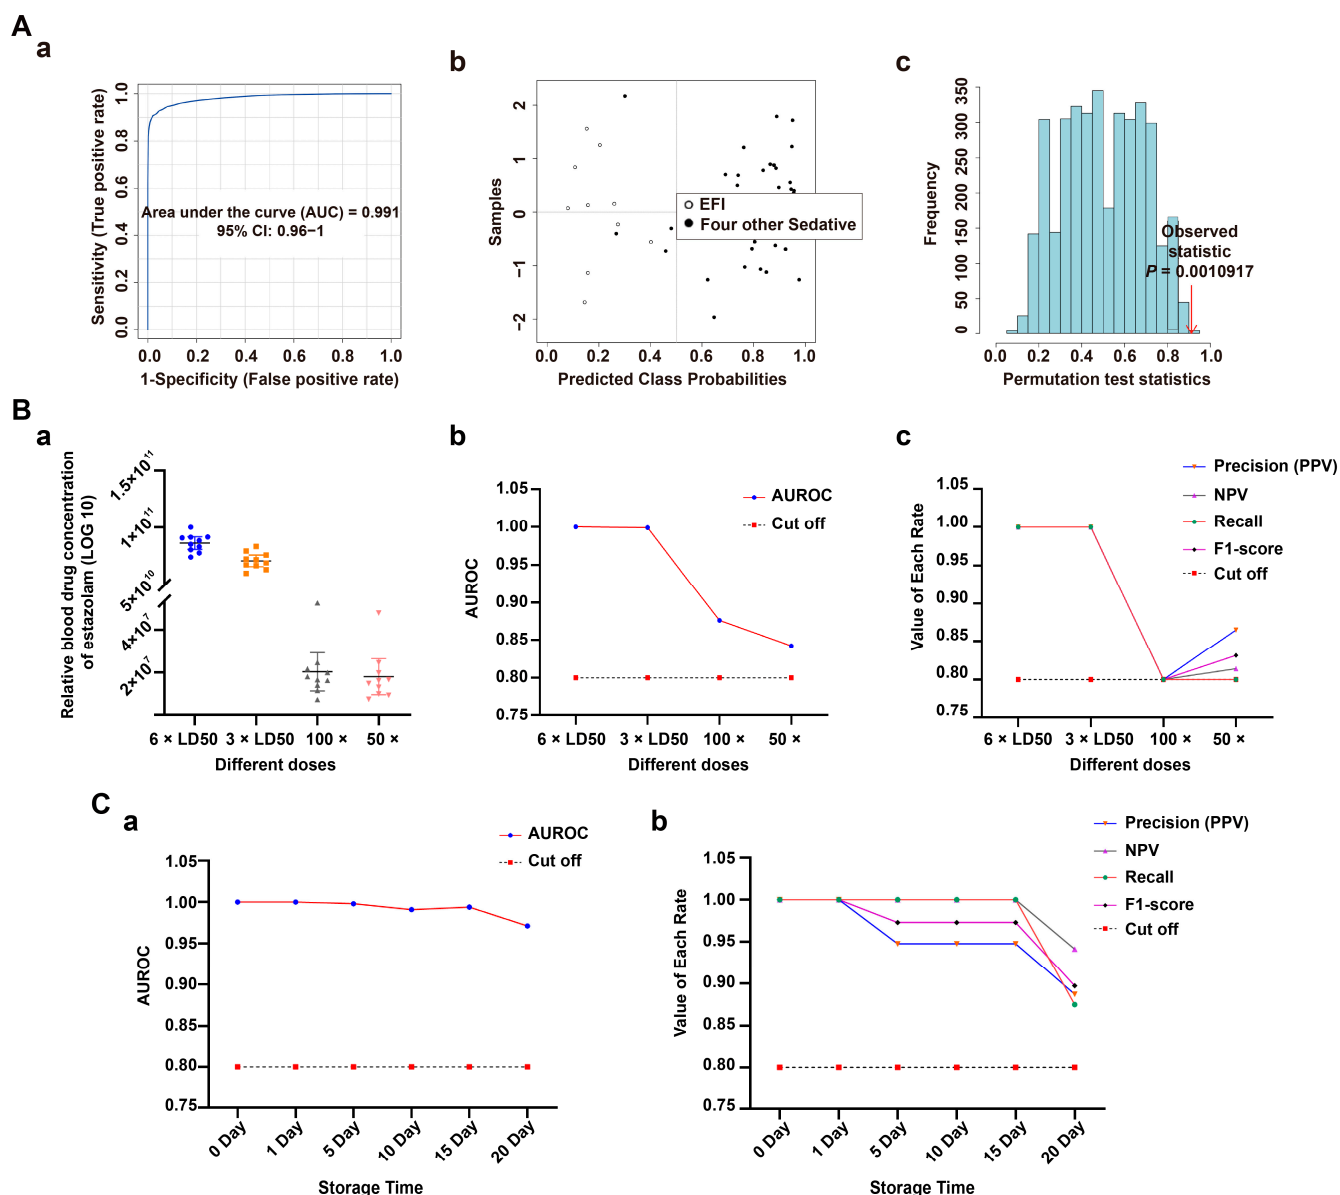 A
a
Sensitivity (True positive rate)
1.0
0.8
0.6
0.4
0.2
0.0
Area under the curve (AUC) = 0.991
95% CI: 0.96−1
0.0 0.2 0.4 0.6 0.8 1.0
1-Specificity (False positive rate)
b
Samples
2
1
0
−1
−2
EFI
Four other Sedative
0.0 0.2 0.4 0.6 0.8 1.0
Predicted Class Probabilities
c
Frequency
350
300
250
200
150
100
50
0
Observed
statistic
P = 0.0010917
0.0 0.2 0.4 0.6 0.8 1.0
Permutation test statistics
B
a
Relative blood drug concentration
of estazolam (LOG 10)
1.5×10¹¹
1×10¹¹
5×10¹⁰
5×10⁷
4×10⁷
2×10⁷
6 × LD50 3 × LD50 100 × 50 ×
Different doses
b
AUROC
1.05
1.00
0.95
0.90
0.85
0.80
0.75
AUROC
Cut off
6 × LD50 3 × LD50 100 × 50 ×
Different doses
c
Value of Each Rate
1.05
1.00
0.95
0.90
0.85
0.80
0.75
Precision (PPV)
NPV
Recall
F1-score
Cut off
6 × LD50 3 × LD50 100 × 50 ×
Different doses
C
a
AUROC
1.05
1.00
0.95
0.90
0.85
0.80
0.75
AUROC
Cut off
0 Day 1 Day 5 Day 10 Day 15 Day 20 Day
Storage Time
b
Value of Each Rate
1.05
1.00
0.95
0.90
0.85
0.80
0.75
Precision (PPV)
NPV
Recall
F1-score
Cut off
0 Day 1 Day 5 Day 10 Day 15 Day 20 Day
Storage Time